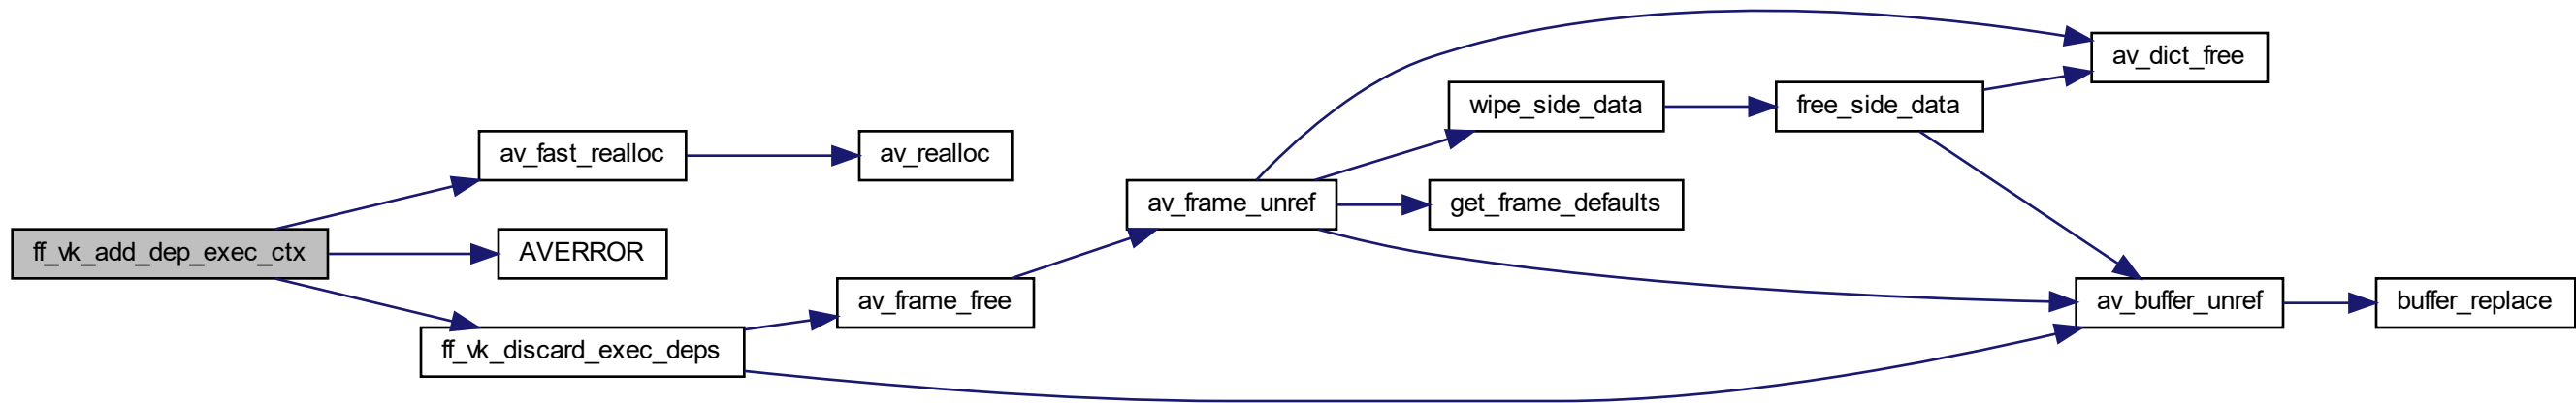 ff_vk_add_dep_exec_ctx
av_fast_realloc
av_realloc
AVERROR
ff_vk_discard_exec_deps
av_frame_free
av_frame_unref
wipe_side_data
get_frame_defaults
free_side_data
av_dict_free
av_buffer_unref
buffer_replace